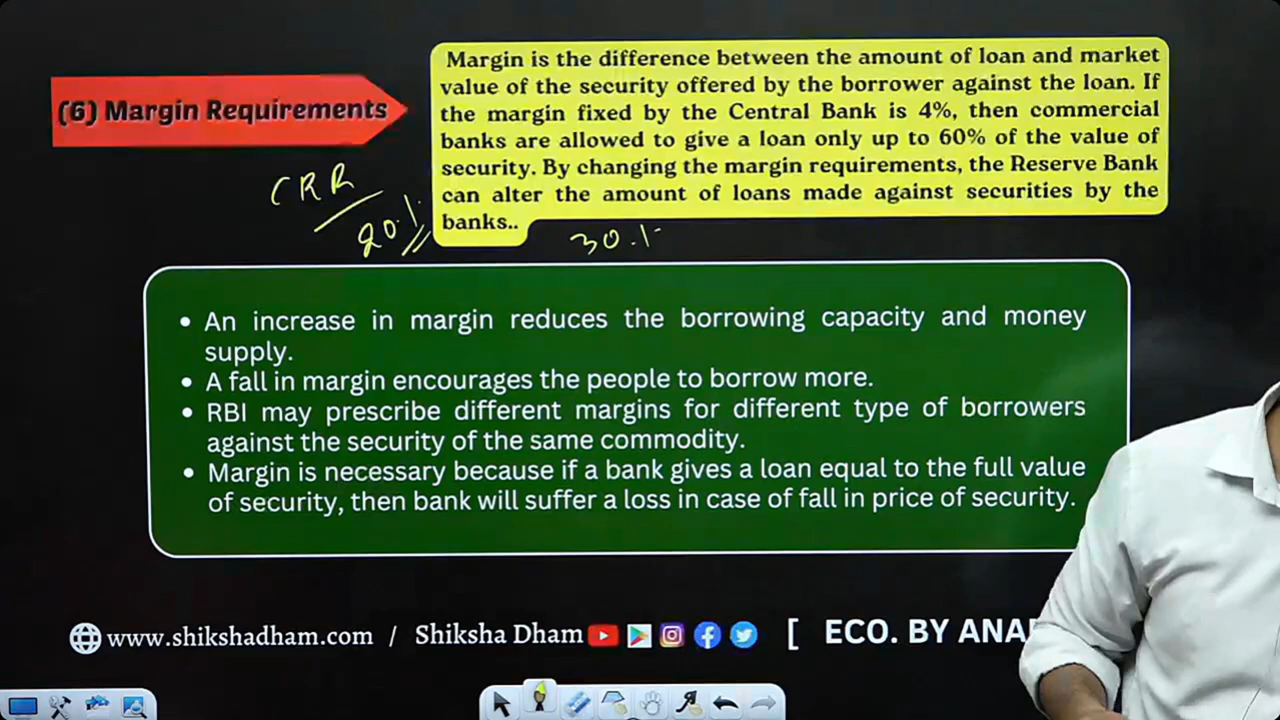 (6) Margin Requirements
Margin is the difference between the amount of loan and market
value of the security offered by the borrower against the loan. If
the margin fixed by the Central Bank is 4%, then commercial
banks are allowed to give a loan only up to 60% of the value of
security. By changing the margin requirements, the Reserve Bank
can alter the amount of loans made against securities by the
banks..
CRR
20%
30%
• An increase in margin reduces the borrowing capacity and money
supply.
• A fall in margin encourages the people to borrow more.
• RBI may prescribe different margins for different type of borrowers
against the security of the same commodity.
• Margin is necessary because if a bank gives a loan equal to the full value
of security, then bank will suffer a loss in case of fall in price of security.
www.shikshadham.com / Shiksha Dham [ ECO. BY